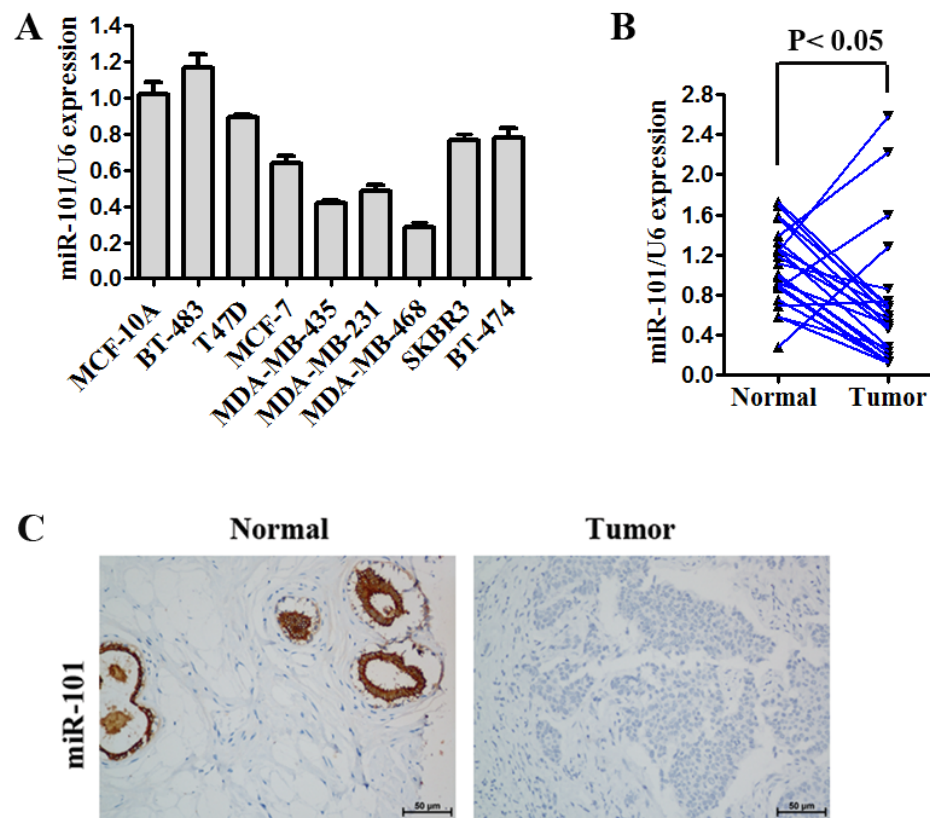 A
miR-101/U6 expression
1.4
1.2
1.0
0.8
0.6
0.4
0.2
0.0
MCF-10A
BT-483
T47D
MCF-7
MDA-MB-435
MDA-MB-231
MDA-MB-468
SKBR3
BT-474
B
P< 0.05
miR-101/U6 expression
2.8
2.4
2.0
1.6
1.2
0.8
0.4
0.0
Normal
Tumor
C
Normal
Tumor
miR-101
50 µm
50 µm